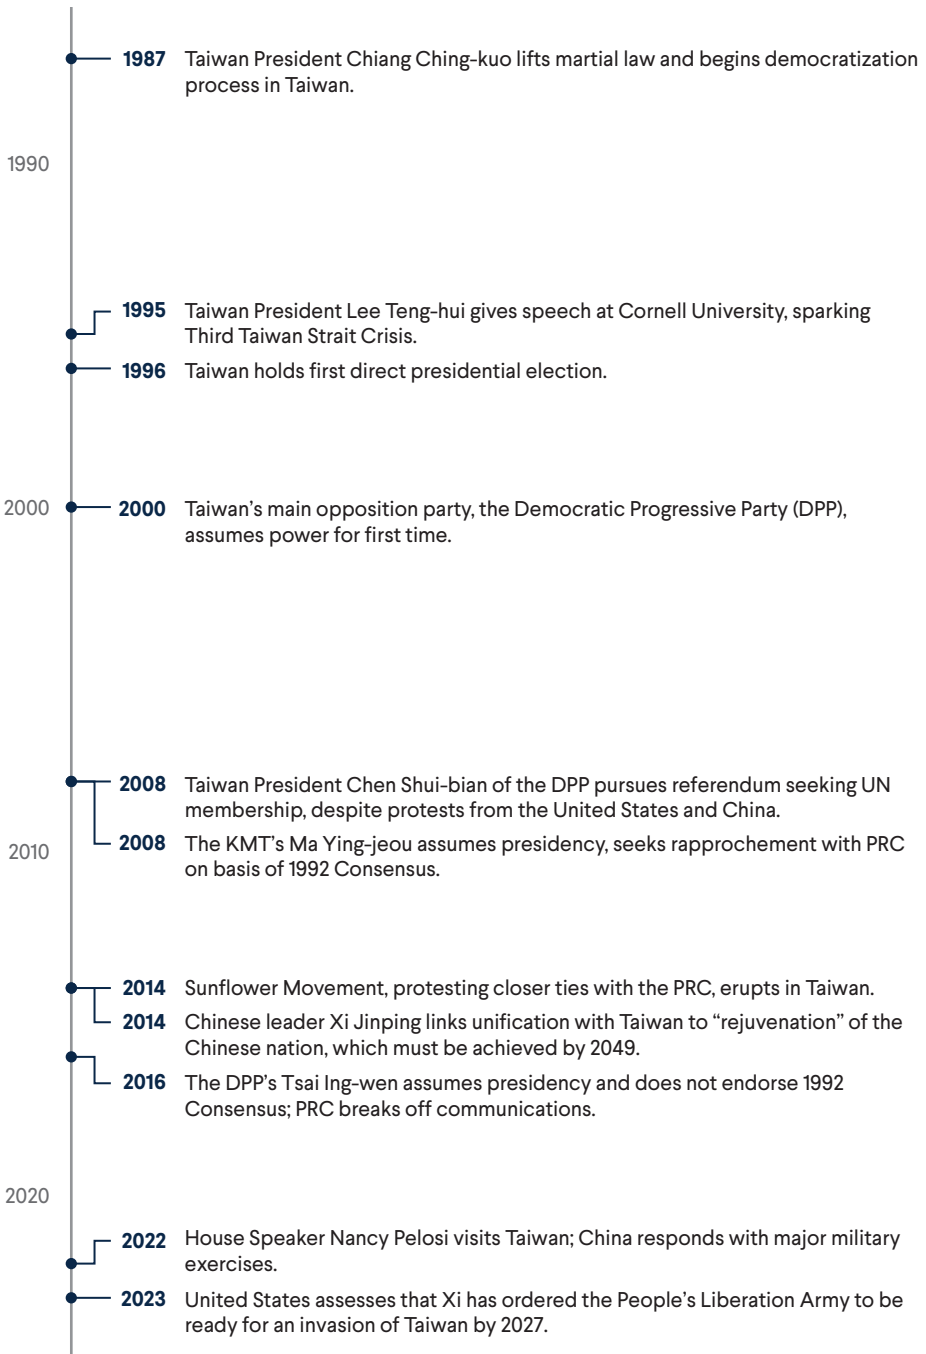 1987 Taiwan President Chiang Ching-kuo lifts martial law and begins democratization
process in Taiwan.
1990
1995 Taiwan President Lee Teng-hui gives speech at Cornell University, sparking
Third Taiwan Strait Crisis.
1996 Taiwan holds first direct presidential election.
2000 2000 Taiwan’s main opposition party, the Democratic Progressive Party (DPP),
assumes power for first time.
2008 Taiwan President Chen Shui-bian of the DPP pursues referendum seeking UN
membership, despite protests from the United States and China.
2008 The KMT’s Ma Ying-jeou assumes presidency, seeks rapprochement with PRC
2010
on basis of 1992 Consensus.
2014 Sunflower Movement, protesting closer ties with the PRC, erupts in Taiwan.
2014 Chinese leader Xi Jinping links unification with Taiwan to “rejuvenation” of the
Chinese nation, which must be achieved by 2049.
2016 The DPP’s Tsai Ing-wen assumes presidency and does not endorse 1992
Consensus; PRC breaks off communications.
2020
2022 House Speaker Nancy Pelosi visits Taiwan; China responds with major military
exercises.
2023 United States assesses that Xi has ordered the People’s Liberation Army to be
ready for an invasion of Taiwan by 2027.